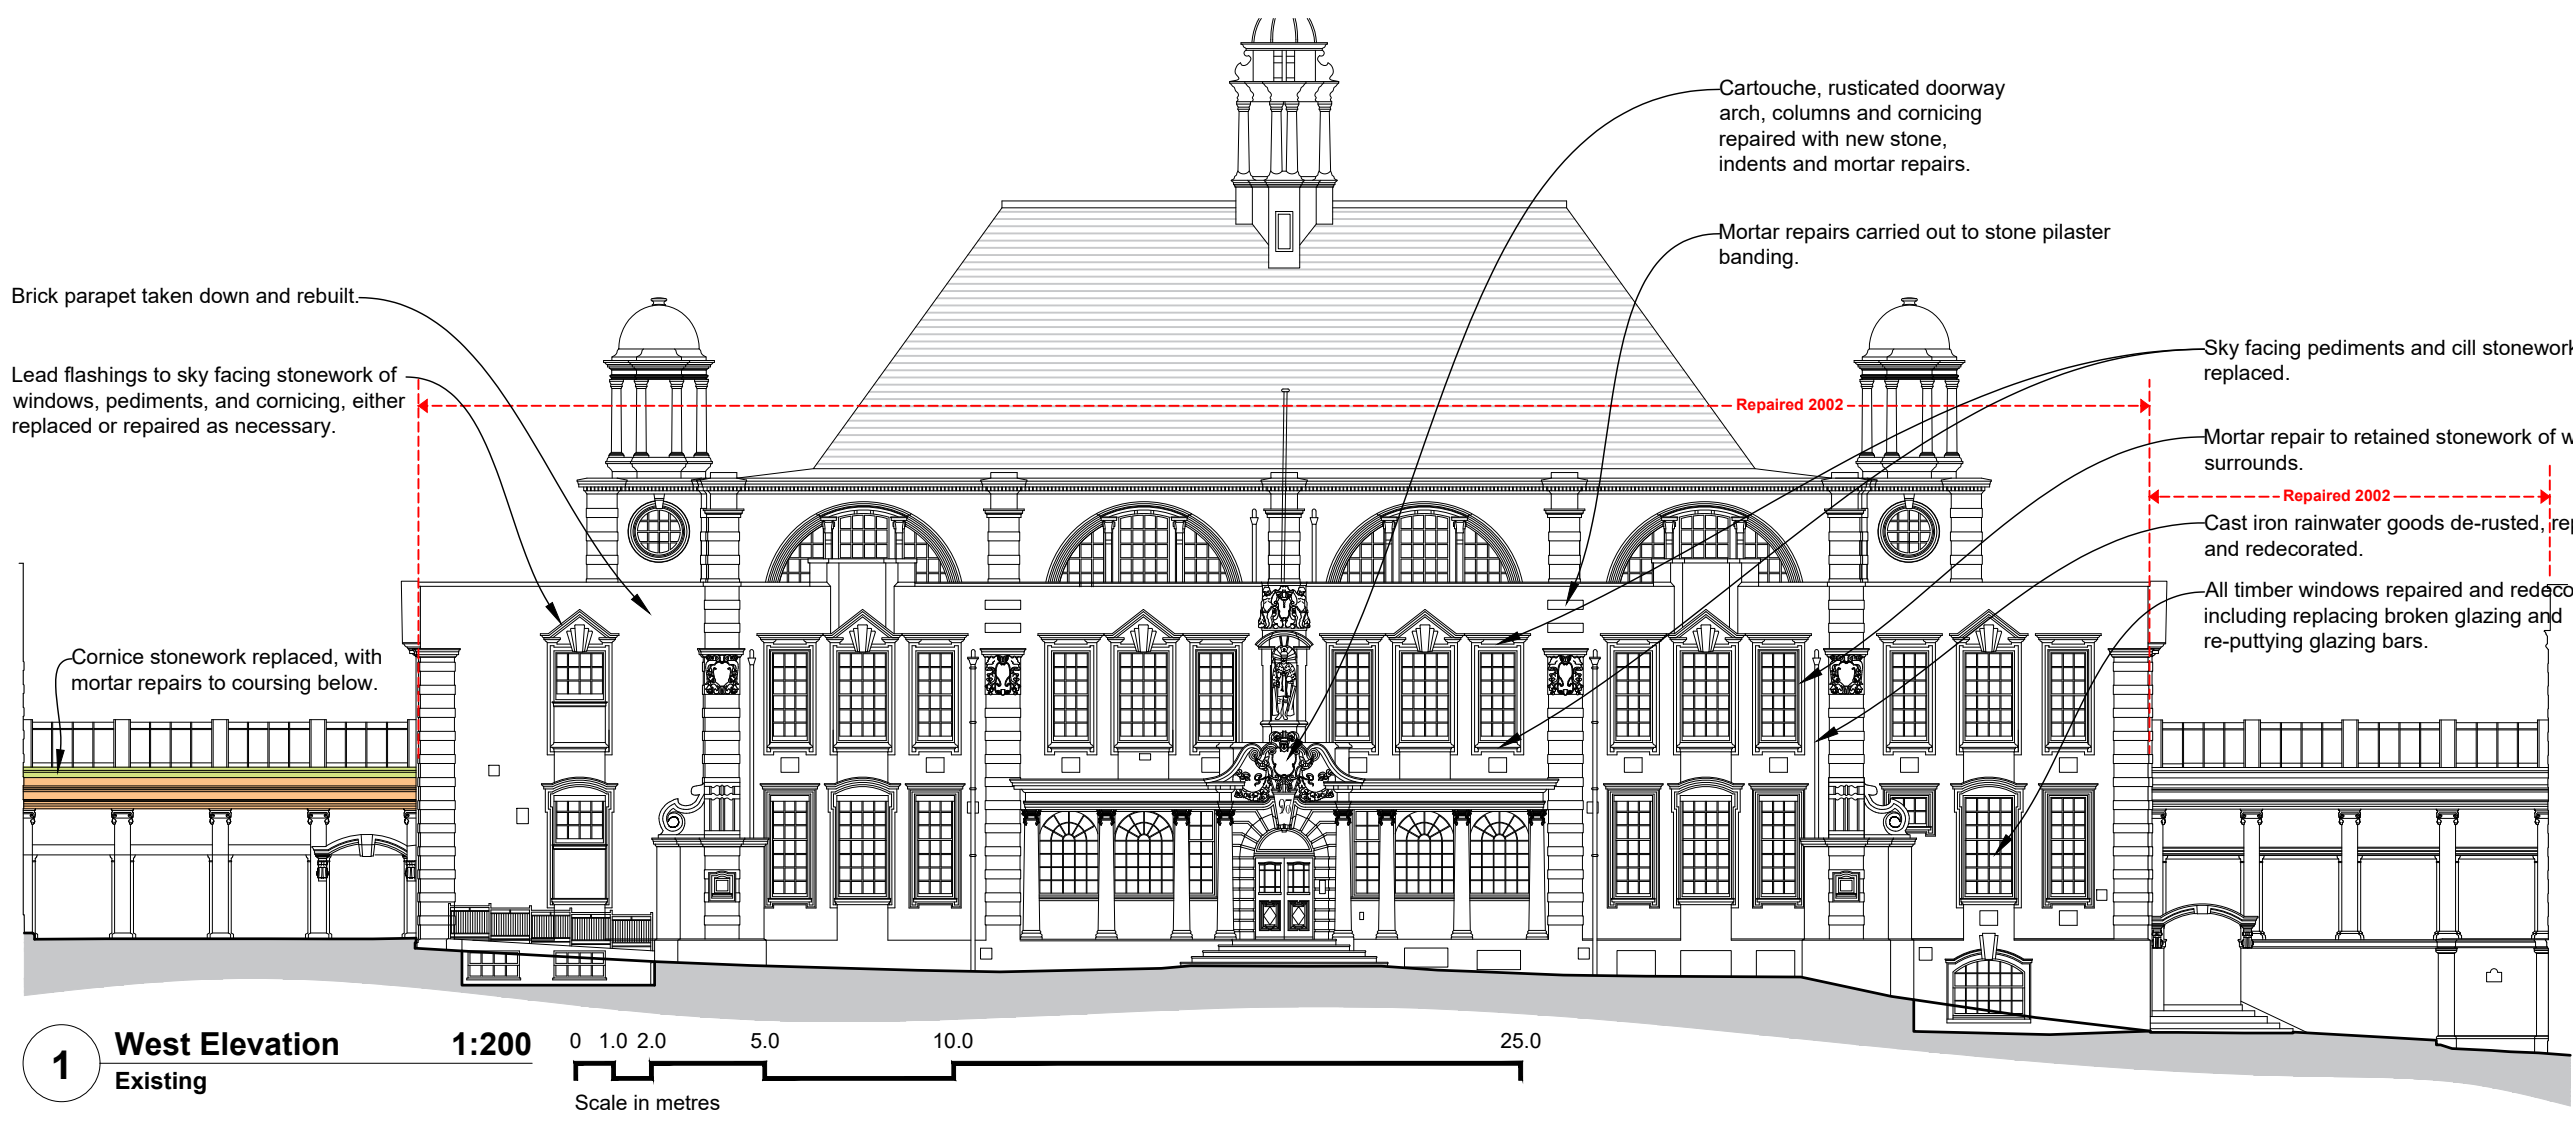 Cartouche, rusticated doorway
arch, columns and cornicing
repaired with new stone,
indents and mortar repairs.
Mortar repairs carried out to stone pilaster
banding.
Brick parapet taken down and rebuilt.
Lead flashings to sky facing stonework of
windows, pediments, and cornicing, either
replaced or repaired as necessary.
Sky facing pediments and cill stonework
replaced.
Repaired 2002
Mortar repair to retained stonework of
surrounds.
Repaired 2002
Cast iron rainwater goods de-rusted,
and redecorated.
All timber windows repaired and
including replacing broken glazing and
re-puttying glazing bars.
Cornice stonework replaced, with
mortar repairs to coursing below.
97
1
West Elevation 1:200
Existing
0 1.0 2.0 5.0 10.0 25.0
Scale in metres